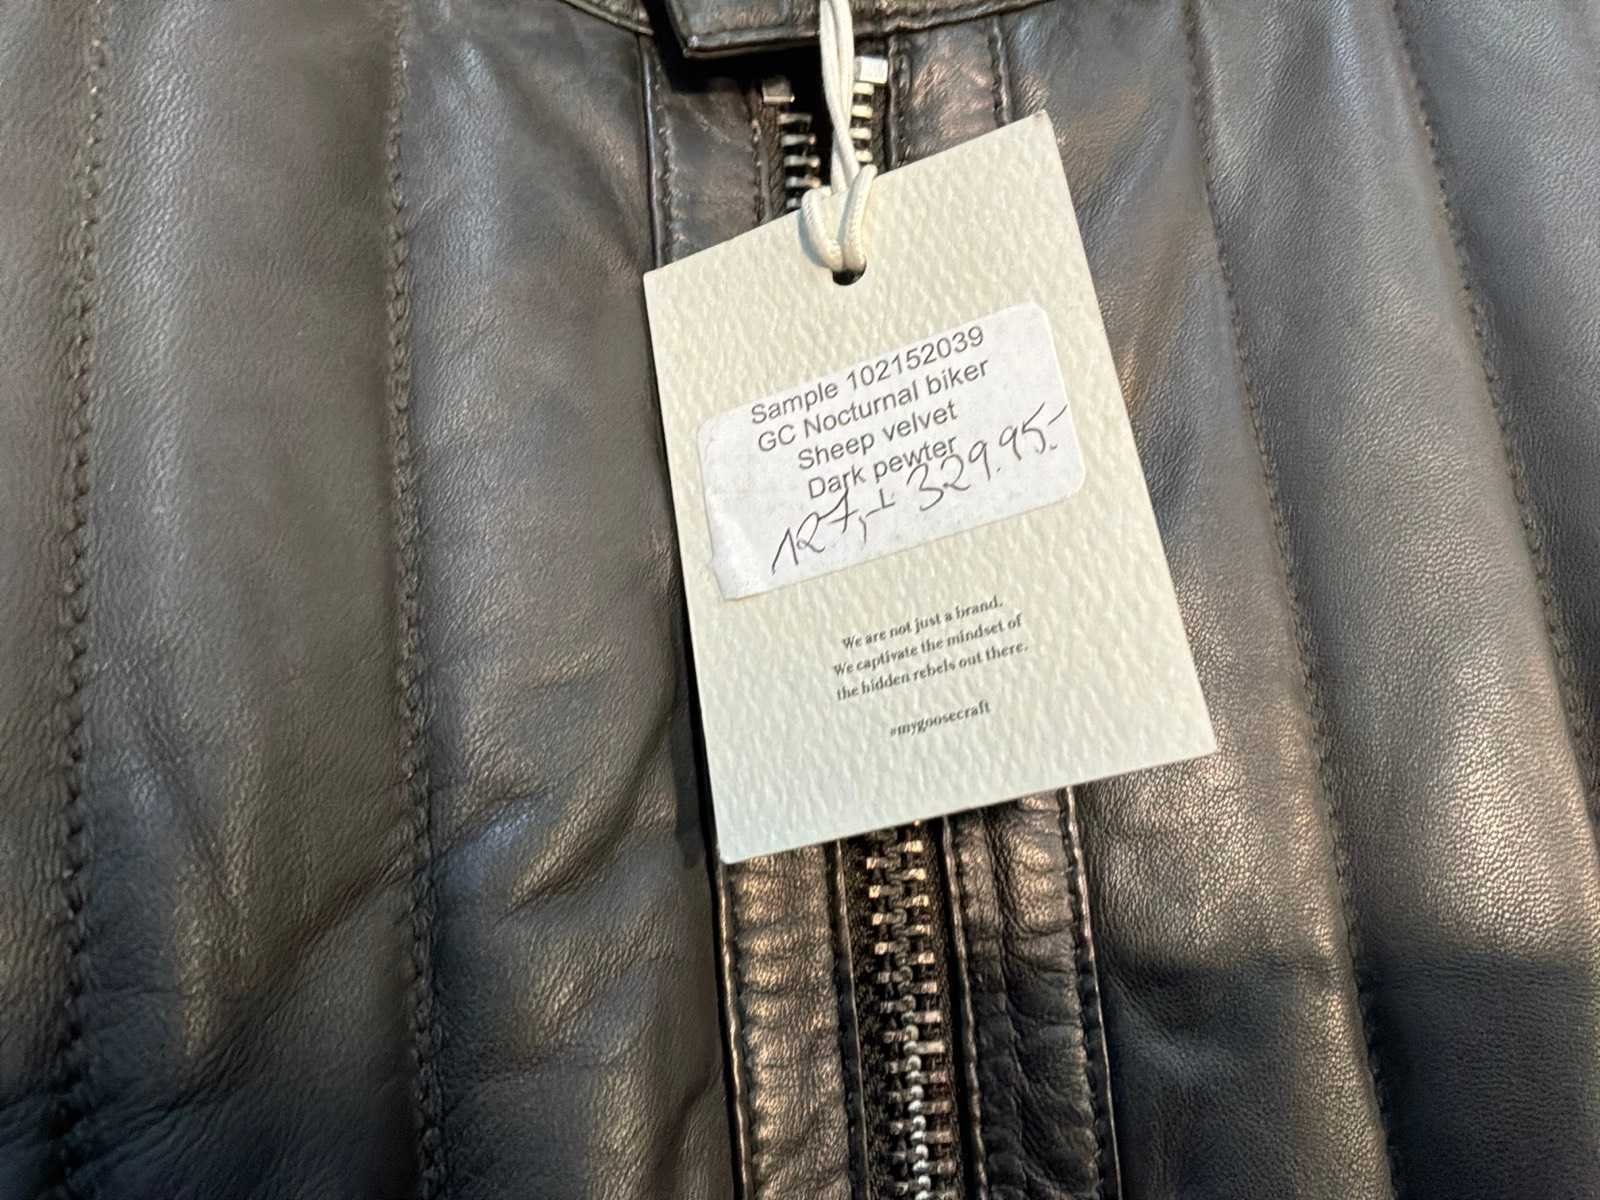 Sample 102152039
GC Nocturnal biker
Sheep velvet
Dark pewter
127,- 329.95.-
We are not just a brand.
We captivate the mindset of
the hidden rebels out there.
#mygoosecraft